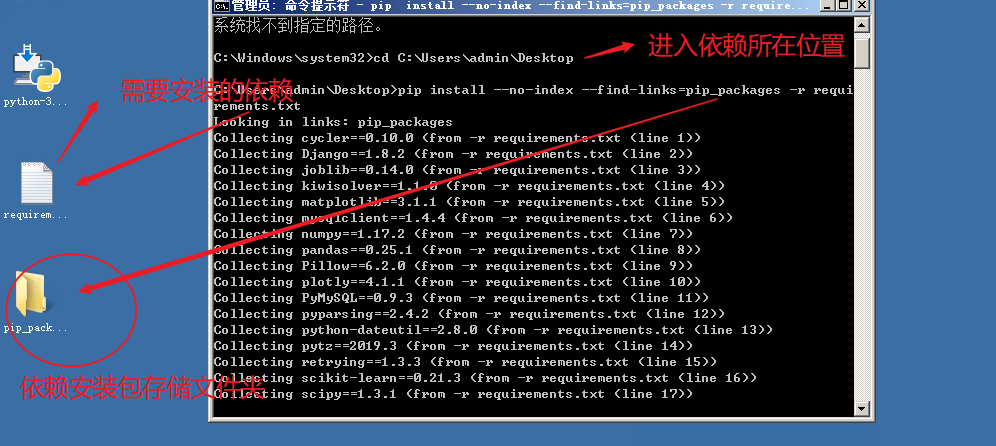 管理员: 命令提示符 - pip  install --no-index --find-links=pip_packages -r require...
系统找不到指定的路径。
C:\Windows\system32>cd C:\Users\admin\Desktop
进入依赖所在位置
python-3...
需要安装的依赖
C:\Users\admin\Desktop>pip install --no-index --find-links=pip_packages -r requi
rements.txt
Looking in links: pip_packages
Collecting cycler==0.10.0 (from -r requirements.txt (line 1))
Collecting Django==1.8.2 (from -r requirements.txt (line 2))
Collecting joblib==0.14.0 (from -r requirements.txt (line 3))
Collecting kiwisolver==1.1.0 (from -r requirements.txt (line 4))
Collecting matplotlib==3.1.1 (from -r requirements.txt (line 5))
Collecting mysqlclient==1.4.4 (from -r requirements.txt (line 6))
Collecting numpy==1.17.2 (from -r requirements.txt (line 7))
Collecting pandas==0.25.1 (from -r requirements.txt (line 8))
Collecting Pillow==6.2.0 (from -r requirements.txt (line 9))
Collecting plotly==4.1.1 (from -r requirements.txt (line 10))
Collecting PyMySQL==0.9.3 (from -r requirements.txt (line 11))
Collecting pyparsing==2.4.2 (from -r requirements.txt (line 12))
Collecting python-dateutil==2.8.0 (from -r requirements.txt (line 13))
Collecting pytz==2019.3 (from -r requirements.txt (line 14))
Collecting retrying==1.3.3 (from -r requirements.txt (line 15))
Collecting scikit-learn==0.21.3 (from -r requirements.txt (line 16))
Collecting scipy==1.3.1 (from -r requirements.txt (line 17))
requirem...
pip_pack...
依赖安装包存储文件夹